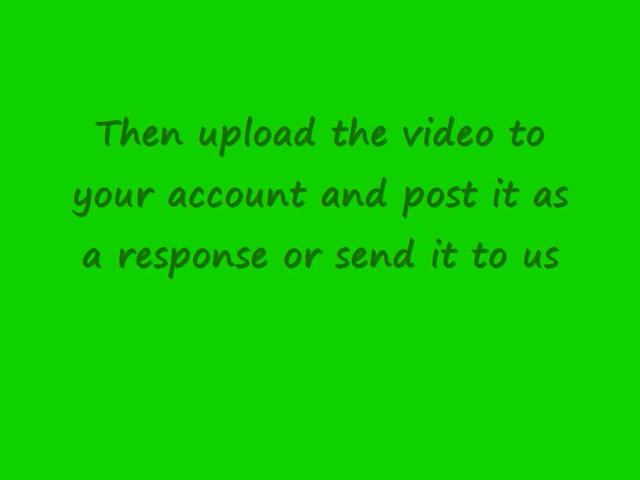 Then upload the video to
your account and post it as
a response or send it to us